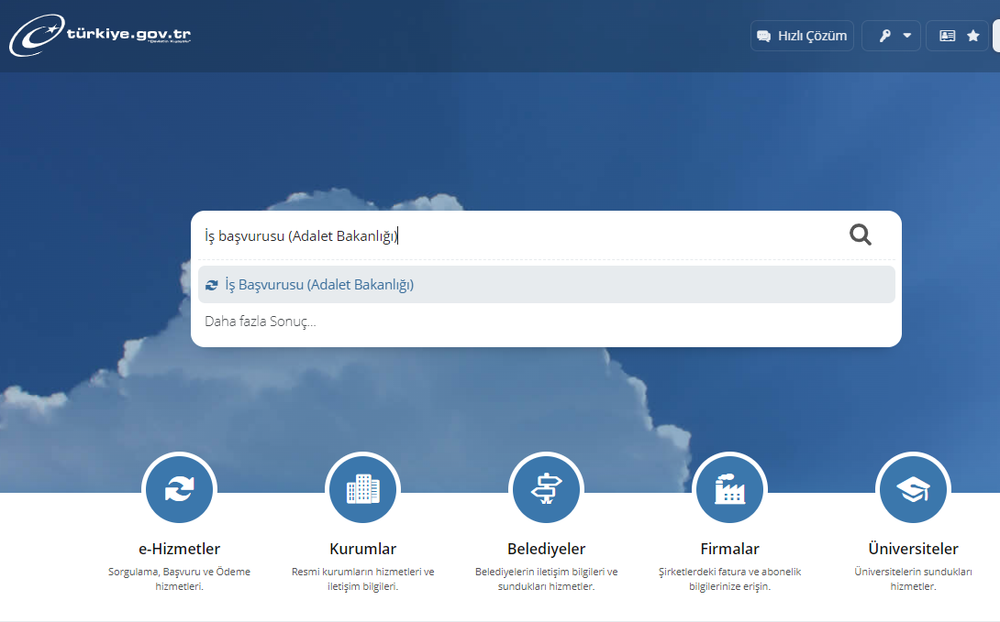 türkiye.gov.tr
"Devletin Kısayolu"
Hızlı Çözüm
İş başvurusu (Adalet Bakanlığı)
İş Başvurusu (Adalet Bakanlığı)
Daha fazla Sonuç...
e-Hizmetler
Sorgulama, Başvuru ve Ödeme
hizmetleri.
Kurumlar
Resmi kurumların hizmetleri ve
iletişim bilgileri.
Belediyeler
Belediyelerin iletişim bilgileri ve
sundukları hizmetler.
Firmalar
Şirketlerdeki fatura ve abonelik
bilgilerinize erişin.
Üniversiteler
Üniversitelerin sundukları
hizmetler.